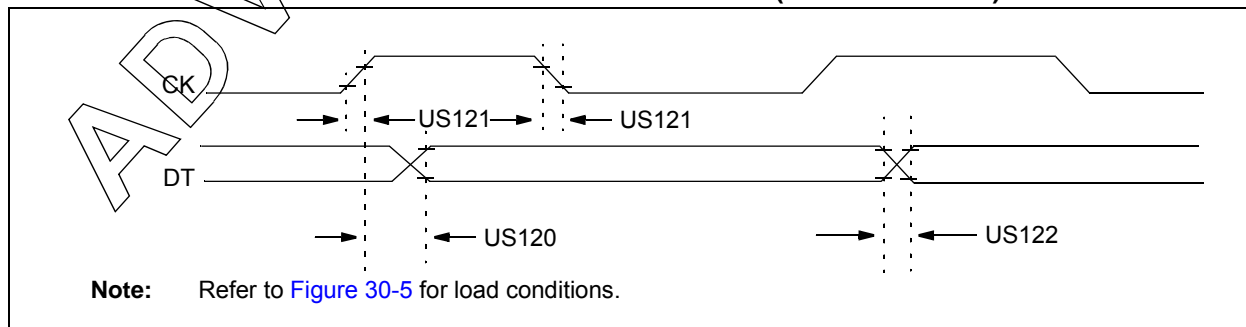 CK
US121
US121
DT
US120
US122
Note: Refer to Figure 30-5 for load conditions.
ADV